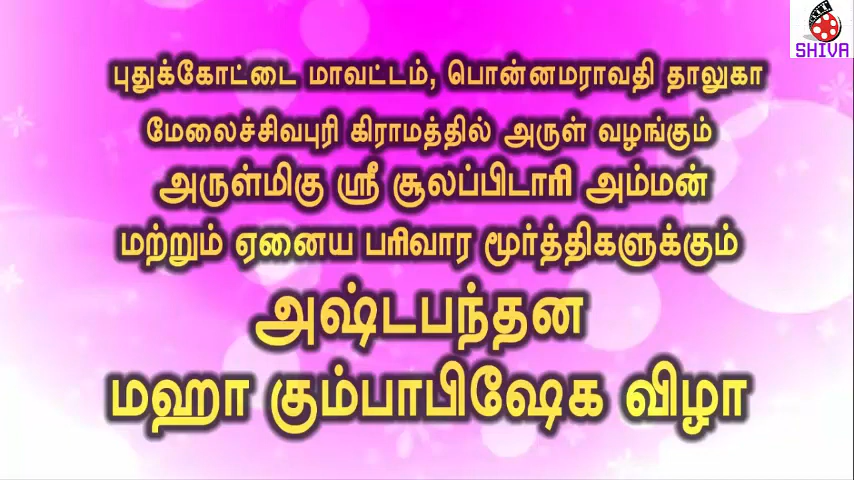 SHIVA
புதுக்கோட்டை மாவட்டம், பொன்னமராவதி தாலுகா
மேலைச்சிவபுரி கிராமத்தில் அருள் வழங்கும்
அருள்மிகு ஸ்ரீ சூலப்பிடாரி அம்மன்
மற்றும் ஏனைய பரிவார மூர்த்திகளுக்கும்
அஷ்டபந்தன
மஹா கும்பாபிஷேக விழா